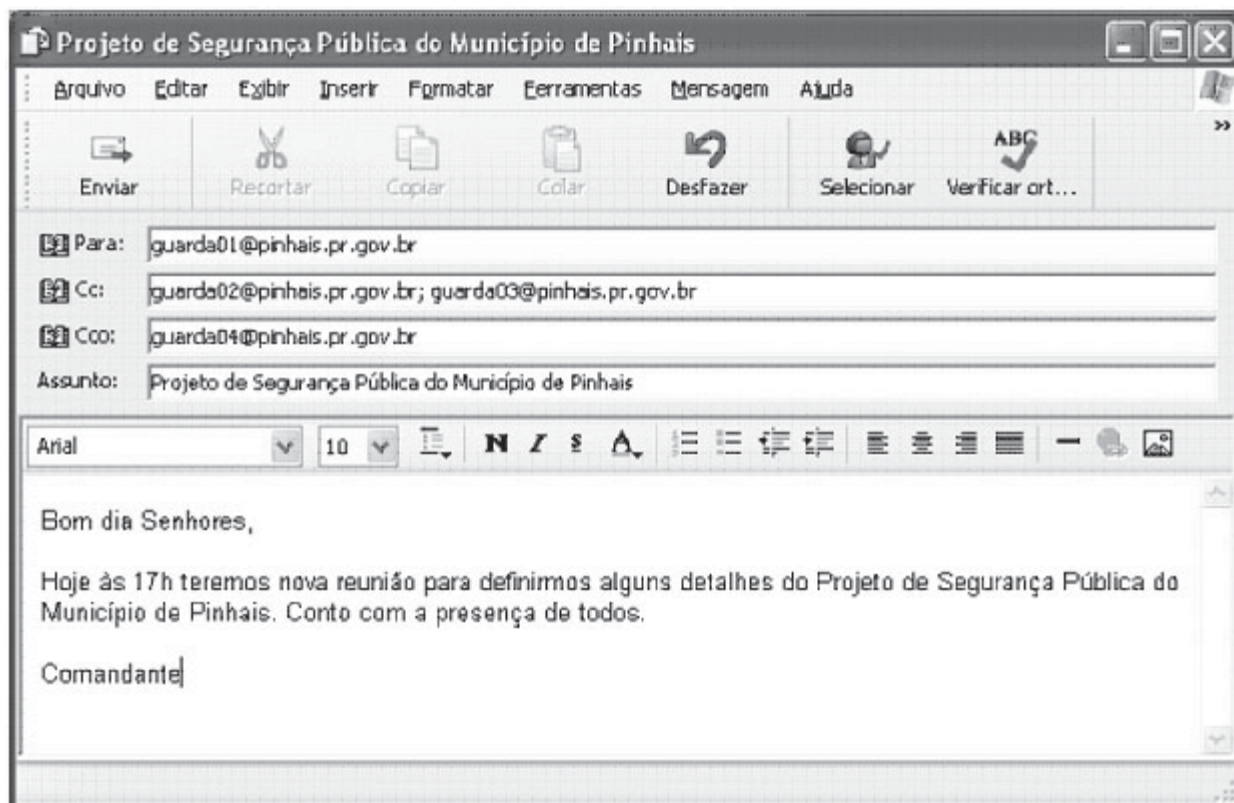 Projeto de Segurança Pública do Município de Pinhais
Arquivo Editar Exibir Inserir Formatar Ferramentas Mensagem Ajuda
Enviar Recortar Copiar Colar Desfazer Selecionar Verificar ort...
Para: guarda01@pinhais.pr.gov.br
Cc: guarda02@pinhais.pr.gov.br; guarda03@pinhais.pr.gov.br
Cco: guarda04@pinhais.pr.gov.br
Assunto: Projeto de Segurança Pública do Município de Pinhais
Arial 10 N I s A
Bom dia Senhores,
Hoje às 17h teremos nova reunião para definirmos alguns detalhes do Projeto de Segurança Pública do
Município de Pinhais. Conto com a presença de todos.
Comandante